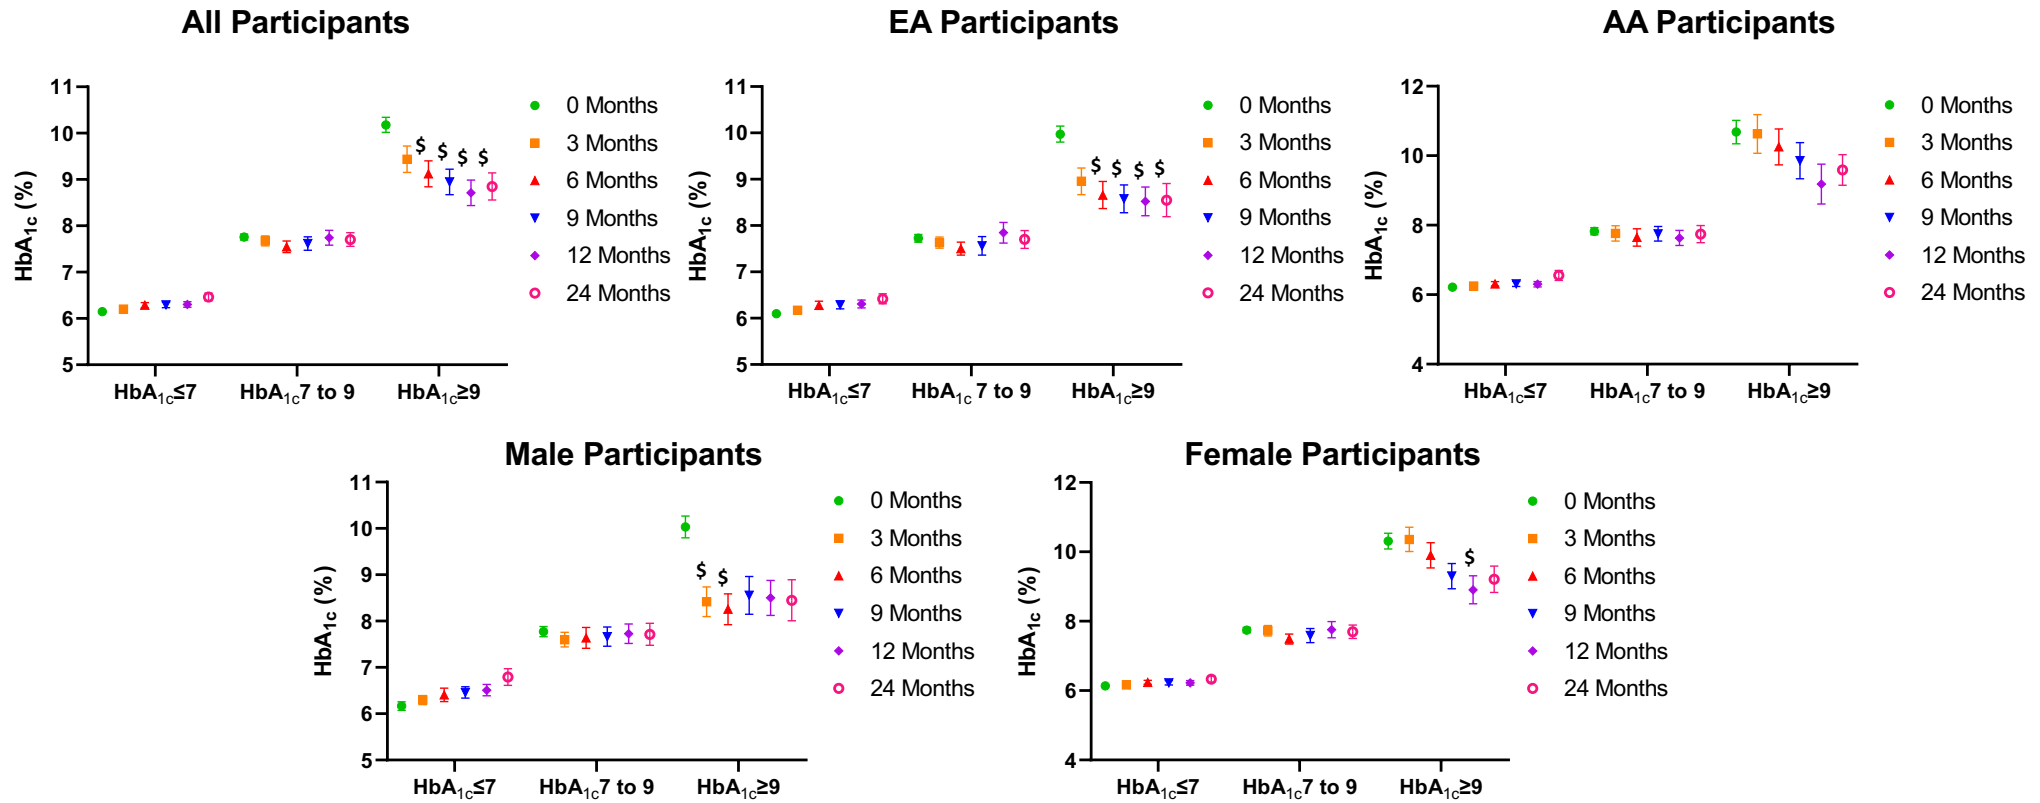 All Participants
HbA1c (%)
11
10
9
8
7
6
5
$ $ $ $
HbA1c≤7 HbA1c7 to 9 HbA1c≥9
0 Months
3 Months
6 Months
9 Months
12 Months
24 Months
EA Participants
HbA1c (%)
11
10
9
8
7
6
5
$ $ $ $
HbA1c≤7 HbA1c 7 to 9 HbA1c≥9
0 Months
3 Months
6 Months
9 Months
12 Months
24 Months
AA Participants
HbA1c (%)
12
10
8
6
4
HbA1c≤7 HbA1c7 to 9 HbA1c≥9
0 Months
3 Months
6 Months
9 Months
12 Months
24 Months
Male Participants
HbA1c (%)
11
10
9
8
7
6
5
$ $
HbA1c≤7 HbA1c7 to 9 HbA1c≥9
0 Months
3 Months
6 Months
9 Months
12 Months
24 Months
Female Participants
HbA1c (%)
12
10
8
6
4
$
HbA1c≤7 HbA1c7 to 9 HbA1c≥9
0 Months
3 Months
6 Months
9 Months
12 Months
24 Months